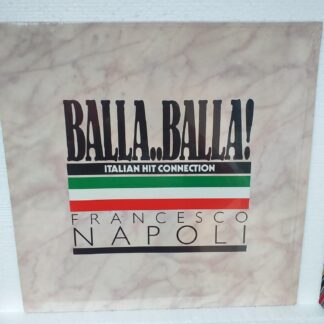 BALLA..BALLA!
ITALIAN HIT CONNECTION
FRANCESCO
NAPOLI